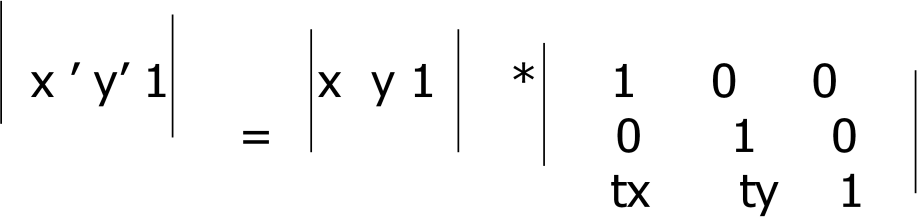 | x ′ y′ 1 | = | x y 1 | * | 1 0 0 |
0 1 0
tx ty 1